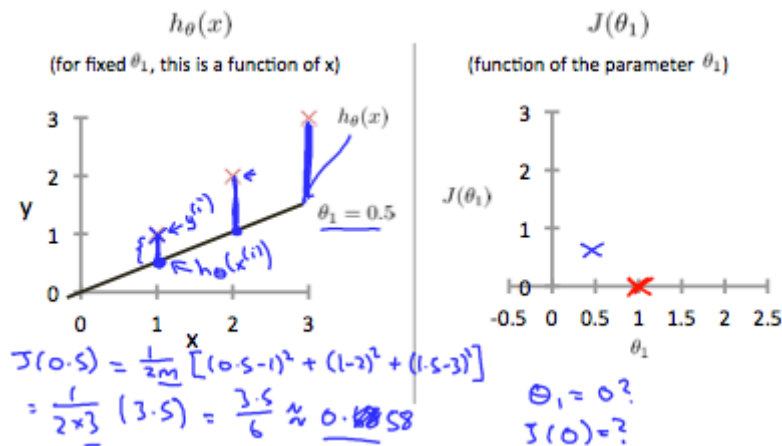 h_θ(x)
(for fixed θ₁, this is a function of x)
3
2
1
0
y
0 1 2 3
x
h_θ(x)
θ₁ = 0.5
y^(i)
h_θ(x^(i))
J(0.5) = 1/2m [(0.5-1)² + (1-2)² + (1.5-3)²]
= 1/2×3 (3.5) = 3.5/6 ≈ 0.58
J(θ₁)
(function of the parameter θ₁)
3
2
1
0
J(θ₁)
-0.5 0 0.5 1 1.5 2 2.5
θ₁
θ₁ = 0?
J(0) = ?